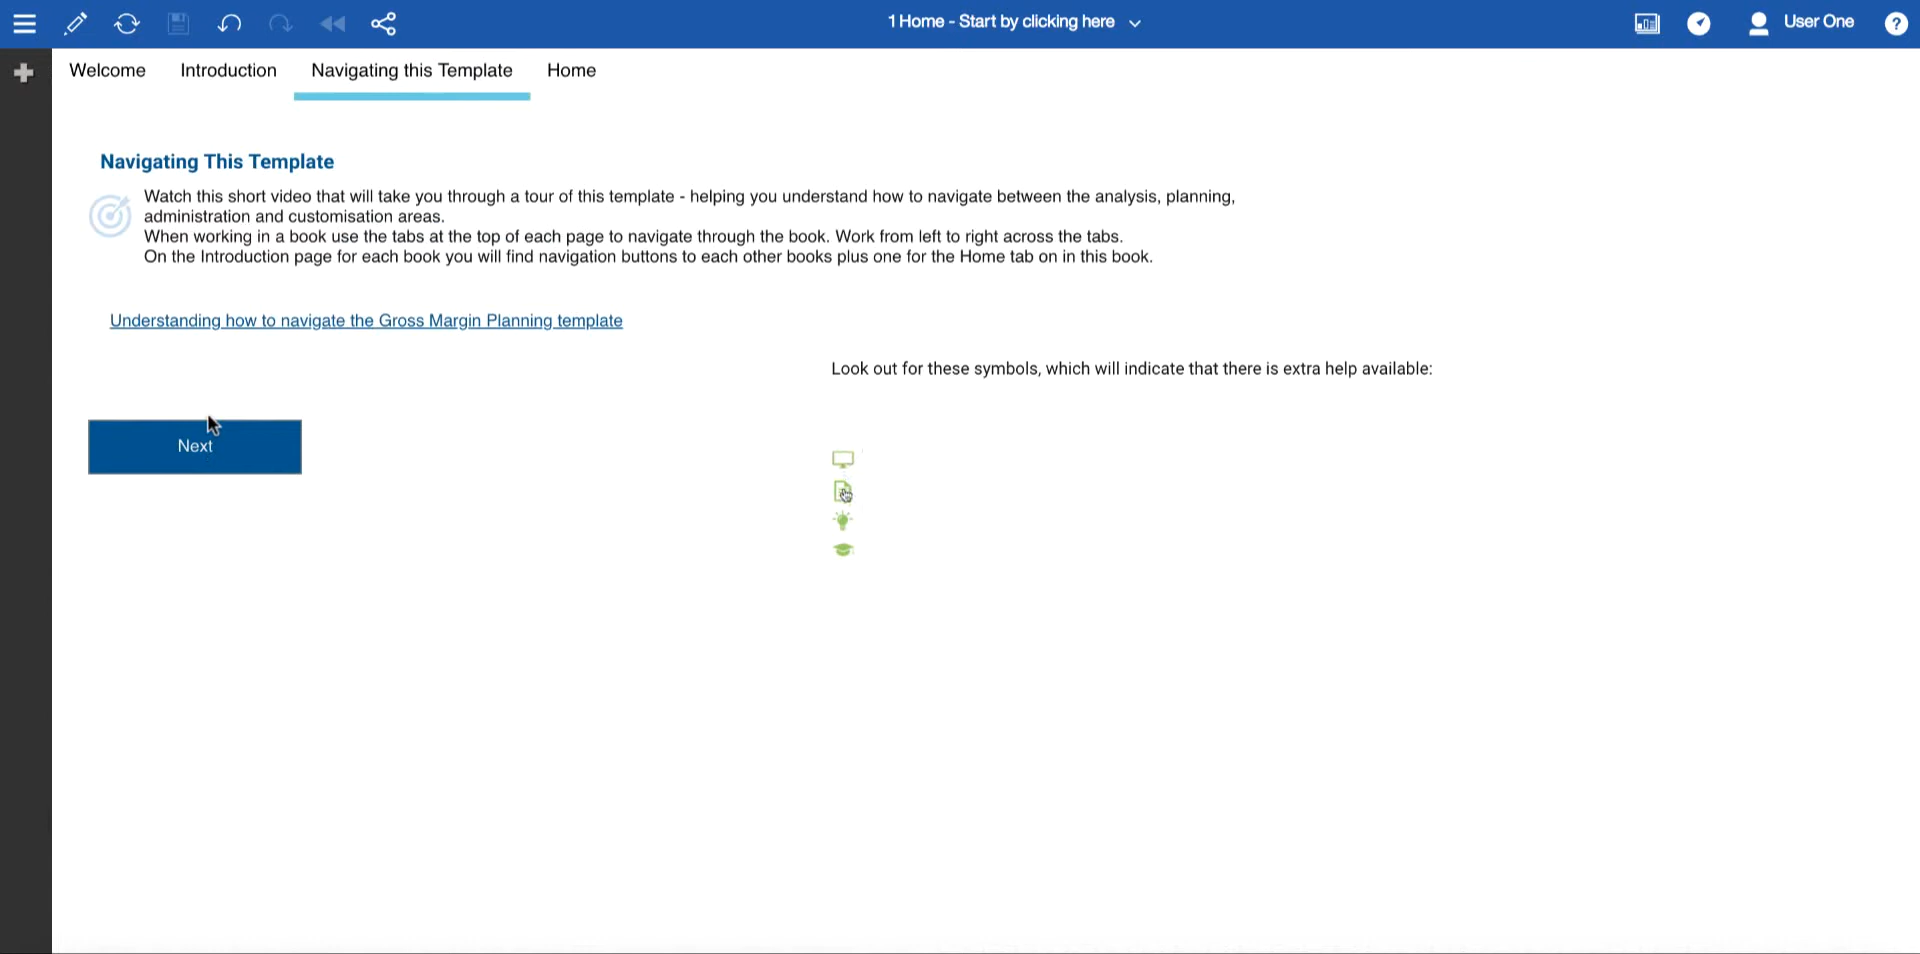 1 Home - Start by clicking here
User One
Welcome Introduction Navigating this Template Home
Navigating This Template
Watch this short video that will take you through a tour of this template - helping you understand how to navigate between the analysis, planning,
administration and customisation areas.
When working in a book use the tabs at the top of each page to navigate through the book. Work from left to right across the tabs.
On the Introduction page for each book you will find navigation buttons to each other books plus one for the Home tab on in this book.
Understanding how to navigate the Gross Margin Planning template
Look out for these symbols, which will indicate that there is extra help available:
Next